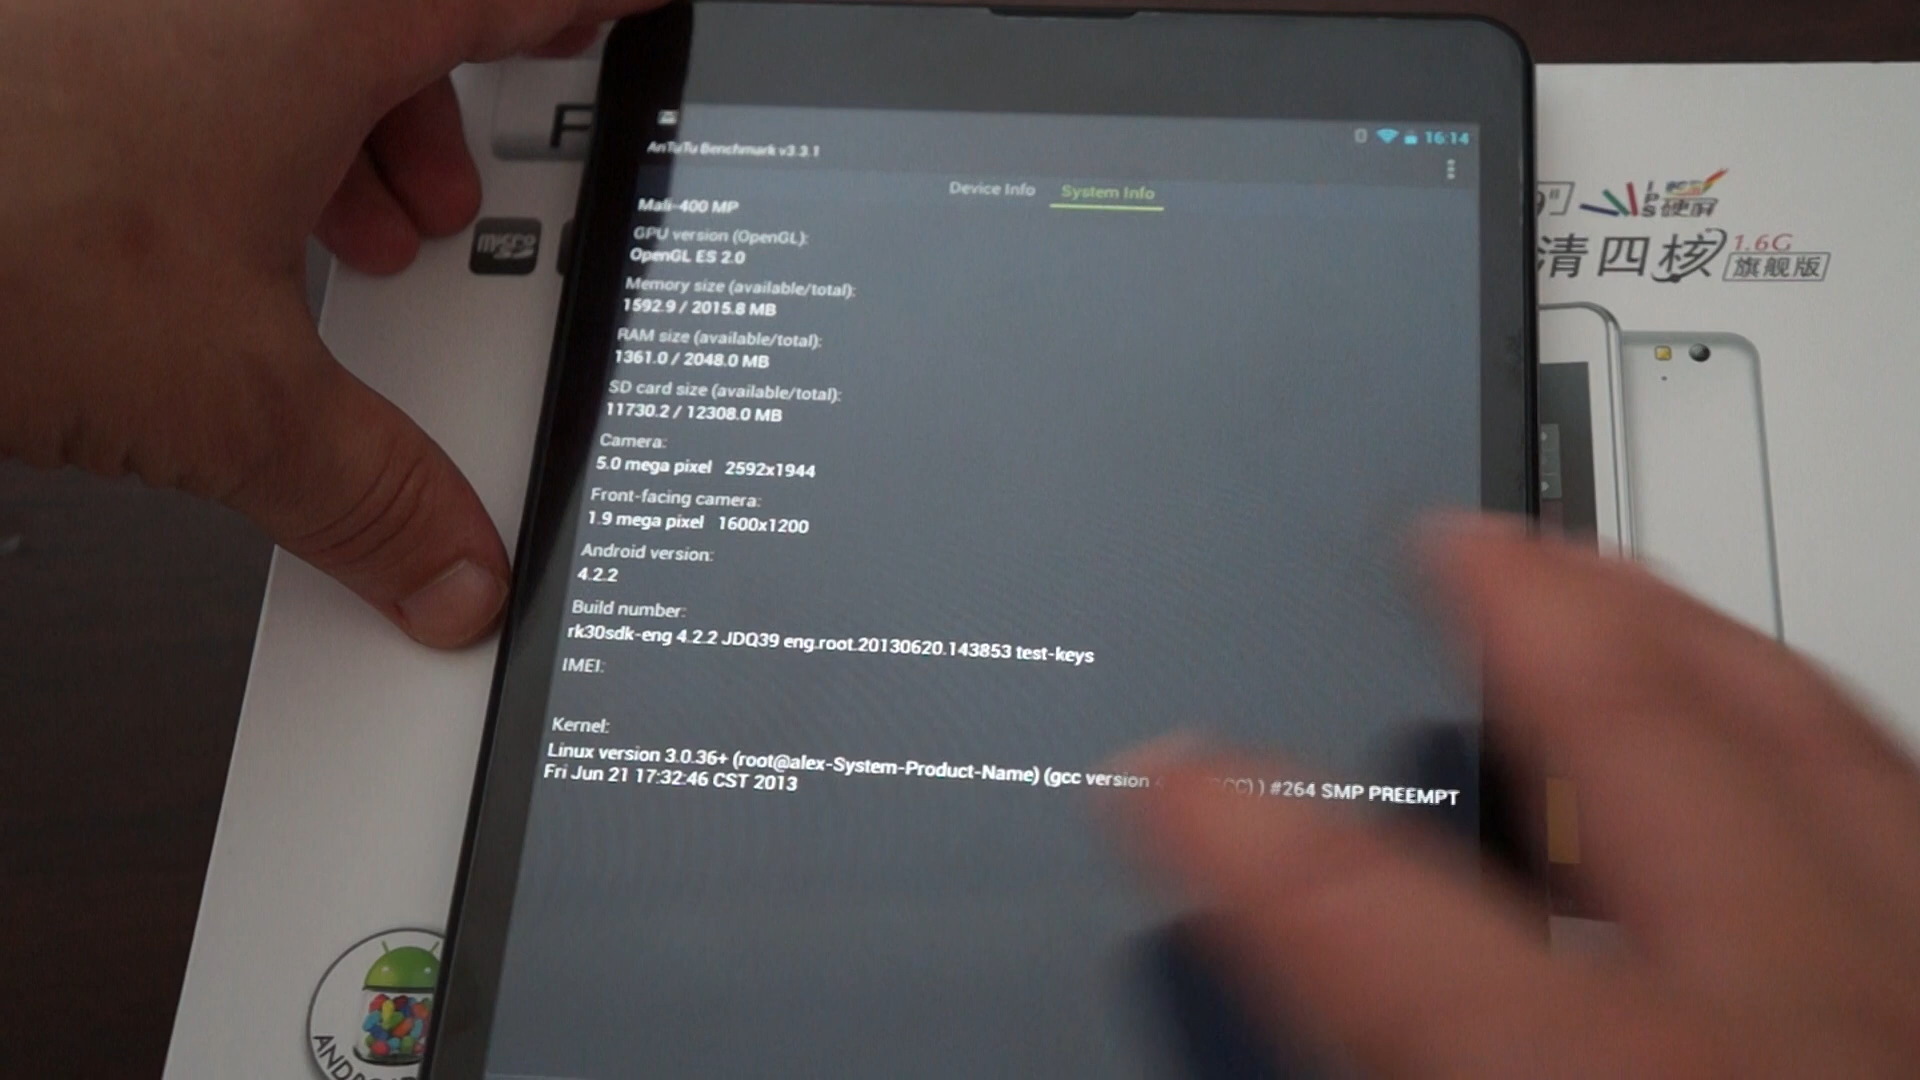 16:14
AnTuTu Benchmark v3.3.1
Device Info System Info
Mali-400 MP
GPU version (OpenGL):
OpenGL ES 2.0
Memory size (available/total):
1592.9 / 2015.8 MB
RAM size (available/total):
1361.0 / 2048.0 MB
SD card size (available/total):
11730.2 / 12308.0 MB
Camera:
5.0 mega pixel 2592x1944
Front-facing camera:
1.9 mega pixel 1600x1200
Android version:
4.2.2
Build number:
rk30sdk-eng 4.2.2 JDQ39 eng.root.20130620.143853 test-keys
IMEI:
Kernel:
Linux version 3.0.36+ (root@alex-System-Product-Name) (gcc version ) #264 SMP PREEMPT
Fri Jun 21 17:32:46 CST 2013
micro
IPS硬屏
清四核 1.6G
旗舰版